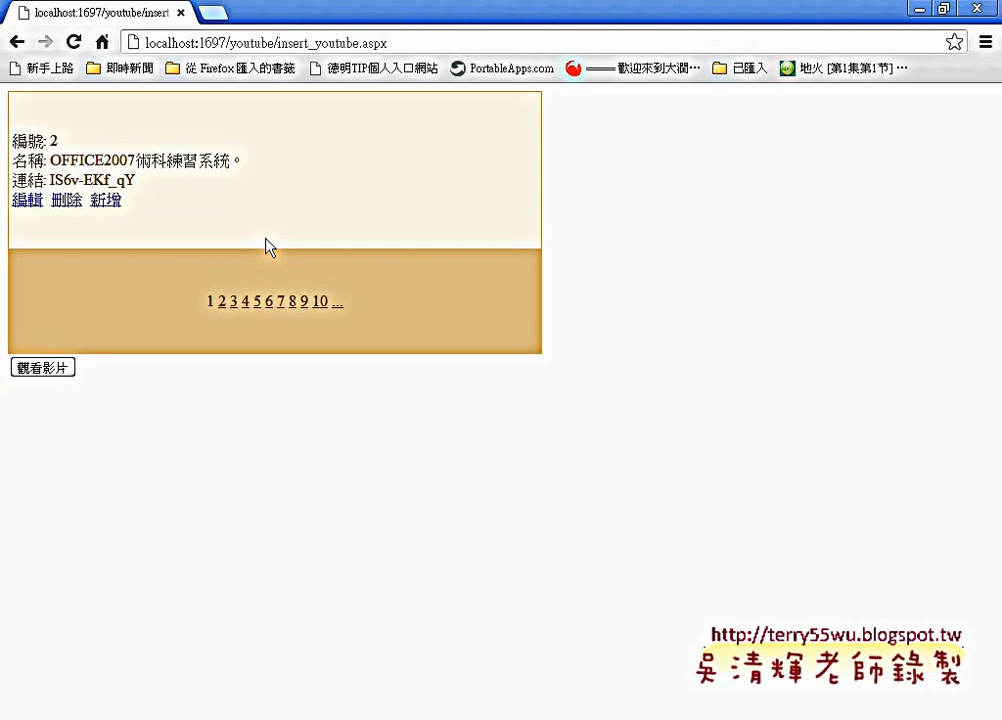 localhost:1697/youtube/insert
localhost:1697/youtube/insert_youtube.aspx
新手上路 即時新聞 從 Firefox 匯入的書籤 德明TIP個人入口網站 PortableApps.com ━━歡迎來到大澗… 已匯入 地火 [第1集第1节] …
編號: 2
名稱: OFFICE2007術科練習系統。
連結: IS6v-EKf_qY
編輯 刪除 新增
1 2 3 4 5 6 7 8 9 10 ...
觀看影片
http://terry55wu.blogspot.tw
吳清輝老師錄製